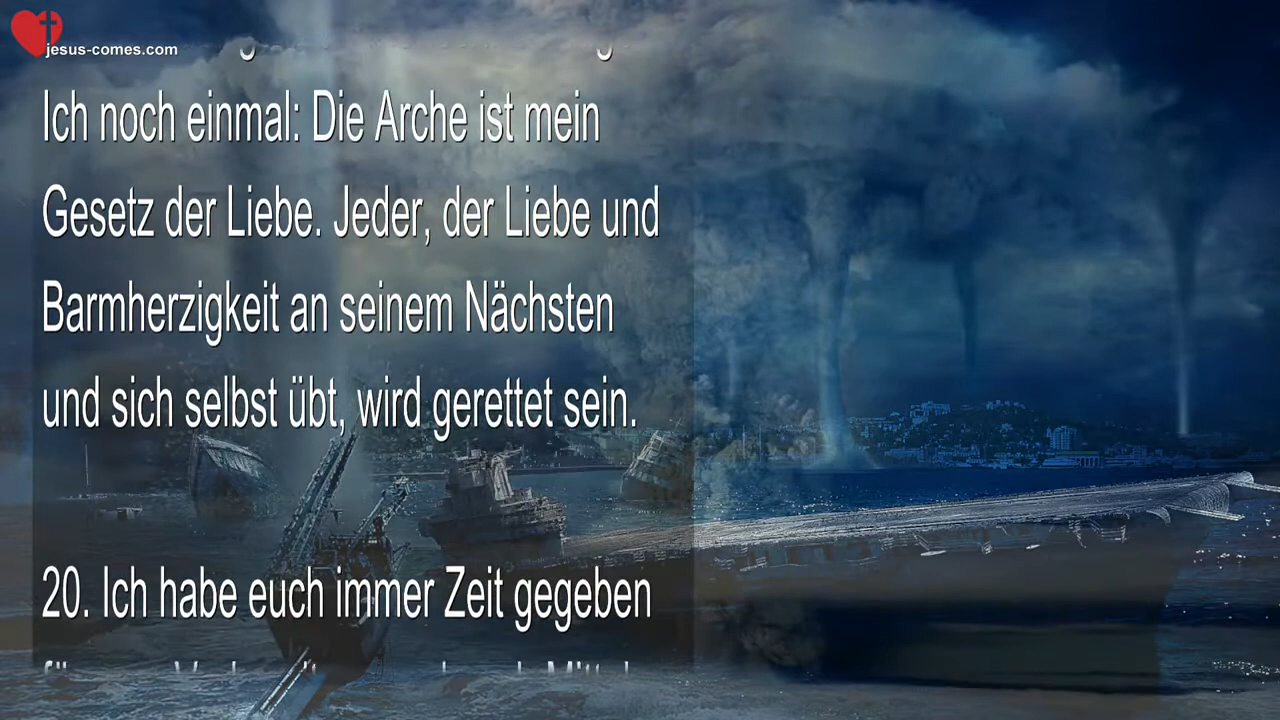 jesus-comes.com
Ich noch einmal: Die Arche ist mein
Gesetz der Liebe. Jeder, der Liebe und
Barmherzigkeit an seinem Nächsten
und sich selbst übt, wird gerettet sein.
20. Ich habe euch immer Zeit gegeben